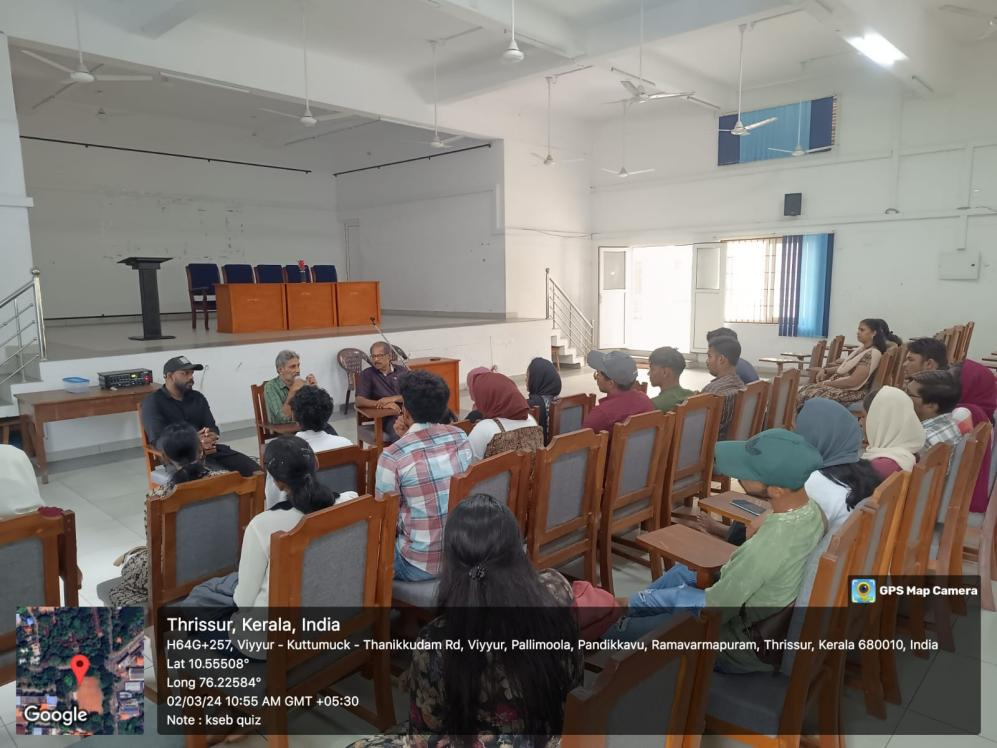 GPS Map Camera
Thrissur, Kerala, India
H64G+257, Viyyur - Kuttumuck - Thanikkudam Rd, Viyyur, Pallimoola, Pandikkavu, Ramavarmapuram, Thrissur, Kerala 680010, India
Lat 10.55508°
Long 76.22584°
02/03/24 10:55 AM GMT +05:30
Note : kseb quiz
Google